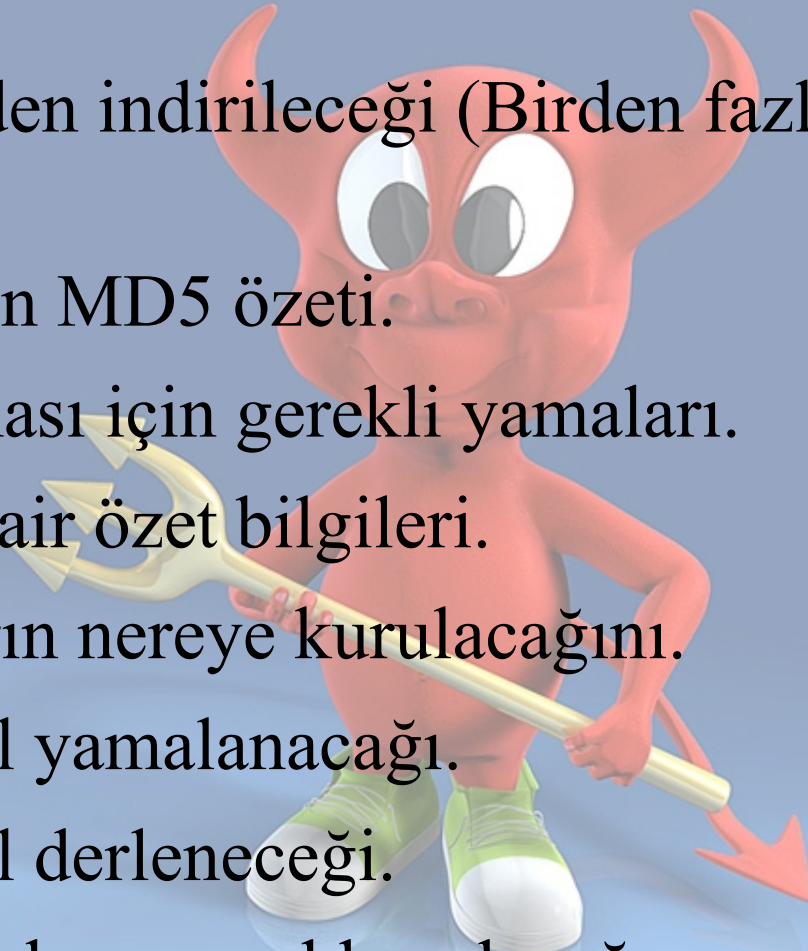 den indirileceği (Birden fazl
n MD5 özeti.
ası için gerekli yamaları.
air özet bilgileri.
ın nereye kurulacağını.
l yamalanacağı.
l derleneceği.